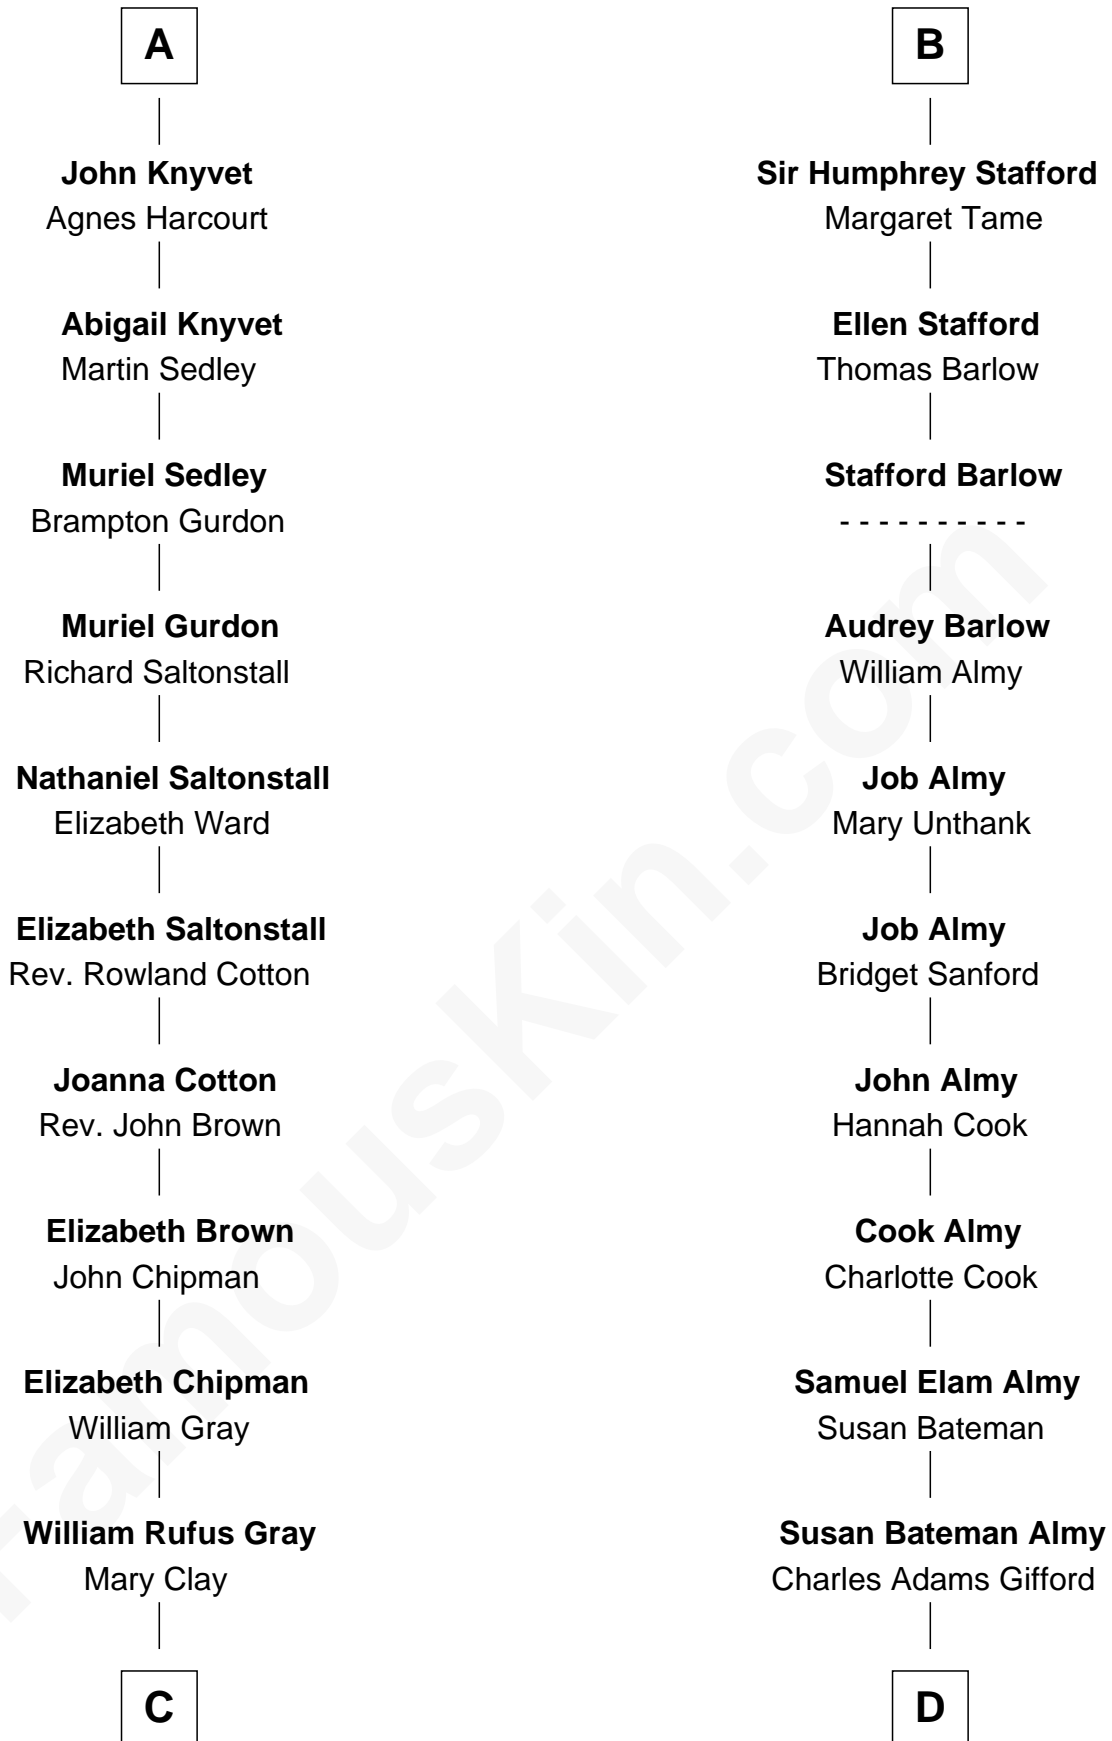 A
John Knyvet
Agnes Harcourt
Abigail Knyvet
Martin Sedley
Muriel Sedley
Brampton Gurdon
Muriel Gurdon
Richard Saltonstall
Nathaniel Saltonstall
Elizabeth Ward
Elizabeth Saltonstall
Rev. Rowland Cotton
Joanna Cotton
Rev. John Brown
Elizabeth Brown
John Chipman
Elizabeth Chipman
William Gray
William Rufus Gray
Mary Clay
C
B
Sir Humphrey Stafford
Margaret Tame
Ellen Stafford
Thomas Barlow
Stafford Barlow
- - - - - - - - - -
Audrey Barlow
William Almy
Job Almy
Mary Unthank
Job Almy
Bridget Sanford
John Almy
Hannah Cook
Cook Almy
Charlotte Cook
Samuel Elam Almy
Susan Bateman
Susan Bateman Almy
Charles Adams Gifford
D
FamousKin.com